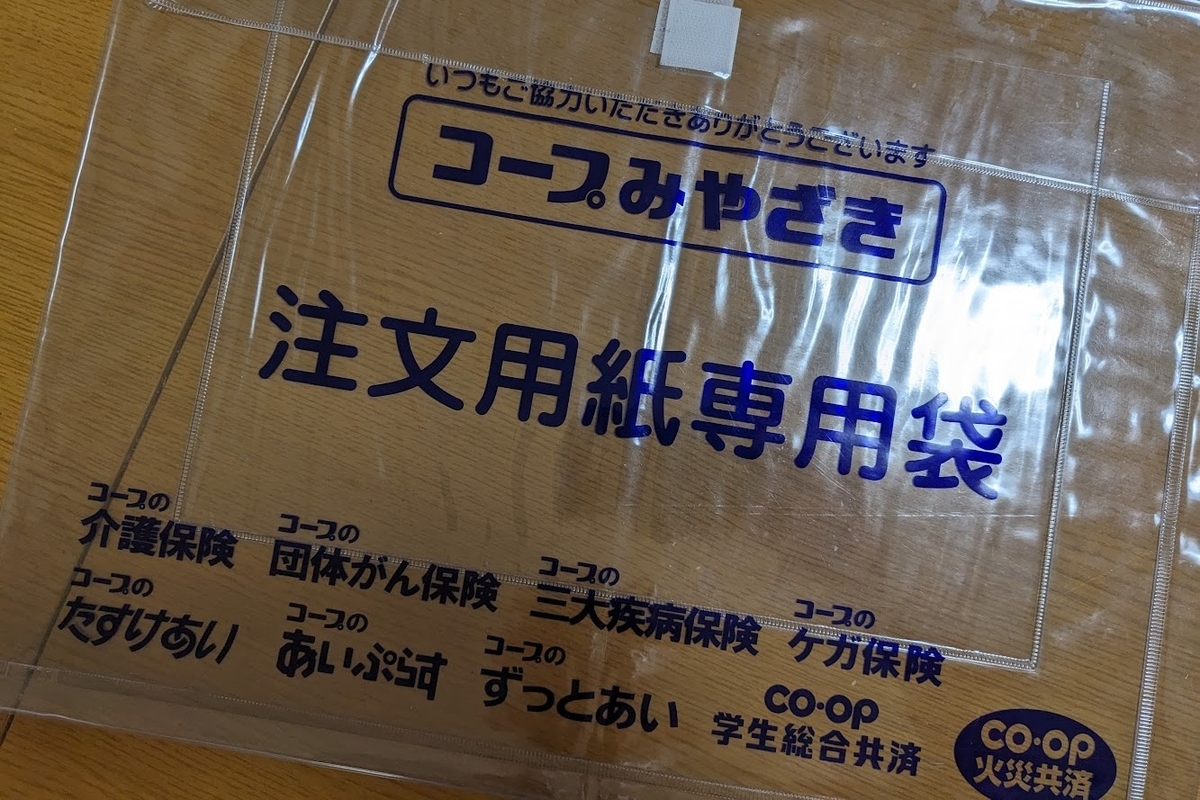 いつもご協力いただきありがとうございます
コープみやざき
注文用紙専用袋
コープの
介護保険
コープの
団体がん保険
コープの
三大疾病保険
コープの
ケガ保険
コープの
たすけあい
コープの
あいぷらす
コープの
ずっとあい
CO·OP
学生総合共済
CO·OP
火災共済